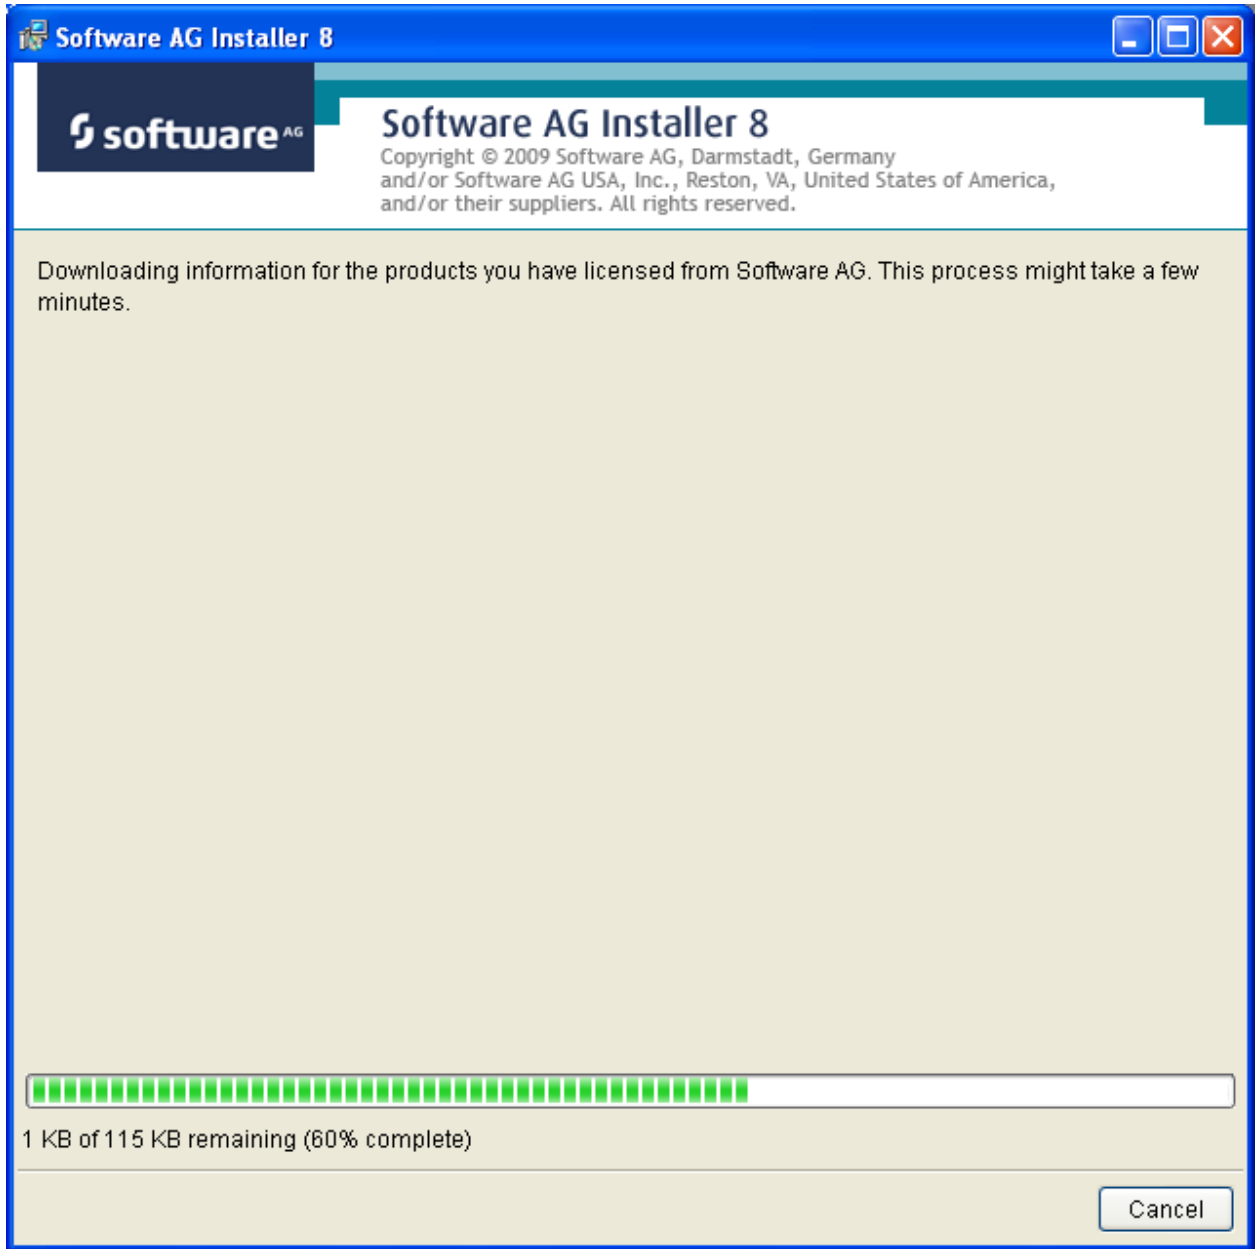 Software AG Installer 8
software AG
Software AG Installer 8
Copyright © 2009 Software AG, Darmstadt, Germany
and/or Software AG USA, Inc., Reston, VA, United States of America,
and/or their suppliers. All rights reserved.
Downloading information for the products you have licensed from Software AG. This process might take a few
minutes.
1 KB of 115 KB remaining (60% complete)
Cancel